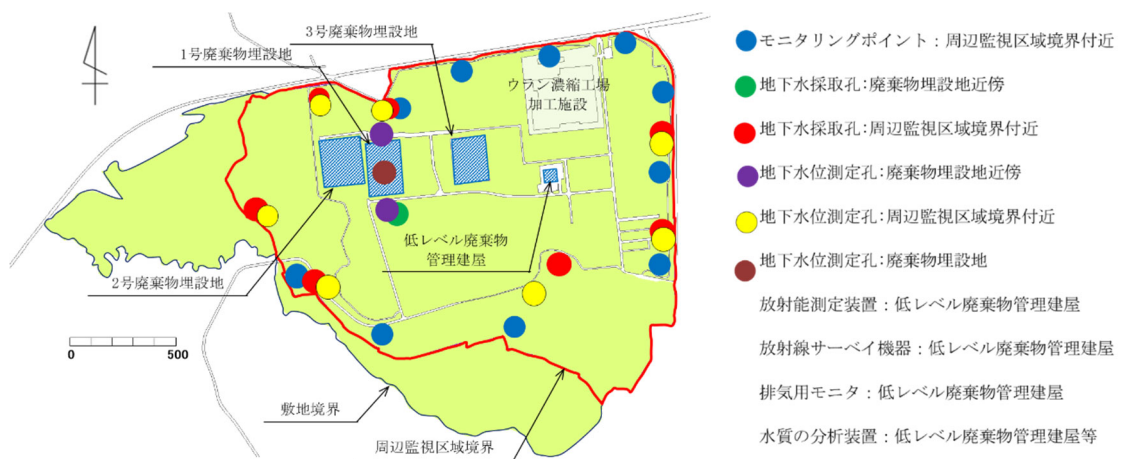 3号廃棄物埋設地
1号廃棄物埋設地
ウラン濃縮工場
加工施設
低レベル廃棄物
管理建屋
2号廃棄物埋設地
0
500
敷地境界
周辺監視区域境界
モニタリングポイント：周辺監視区域境界付近
地下水採取孔:廃棄物埋設地近傍
地下水採取孔:周辺監視区域境界付近
地下水位測定孔:廃棄物埋設地近傍
地下水位測定孔:周辺監視区域境界付近
地下水位測定孔:廃棄物埋設地
放射能測定装置：低レベル廃棄物管理建屋
放射線サーベイ機器：低レベル廃棄物管理建屋
排気用モニタ：低レベル廃棄物管理建屋
水質の分析装置：低レベル廃棄物管理建屋等